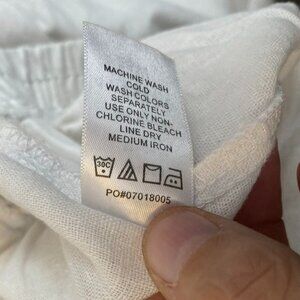 MACHINE WASH
COLD
WASH COLORS
SEPARATELY
USE ONLY NON-
CHLORINE BLEACH
LINE DRY
MEDIUM IRON
30C
PO#07018005